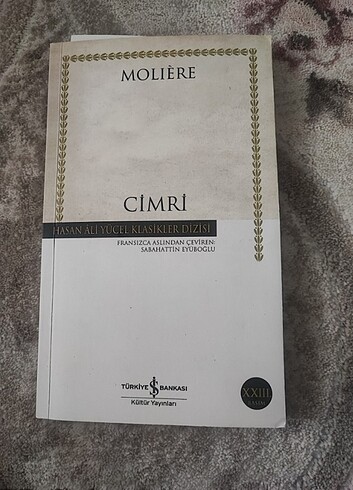 MOLIÈRE
CİMRİ
HASAN ÂLİ YÜCEL KLASİKLER DİZİSİ
FRANSIZCA ASLINDAN ÇEVİREN:
SABAHATTİN EYÜBOĞLU
TÜRKİYE İŞ BANKASI
Kültür Yayınları
XXIII.
BASIM